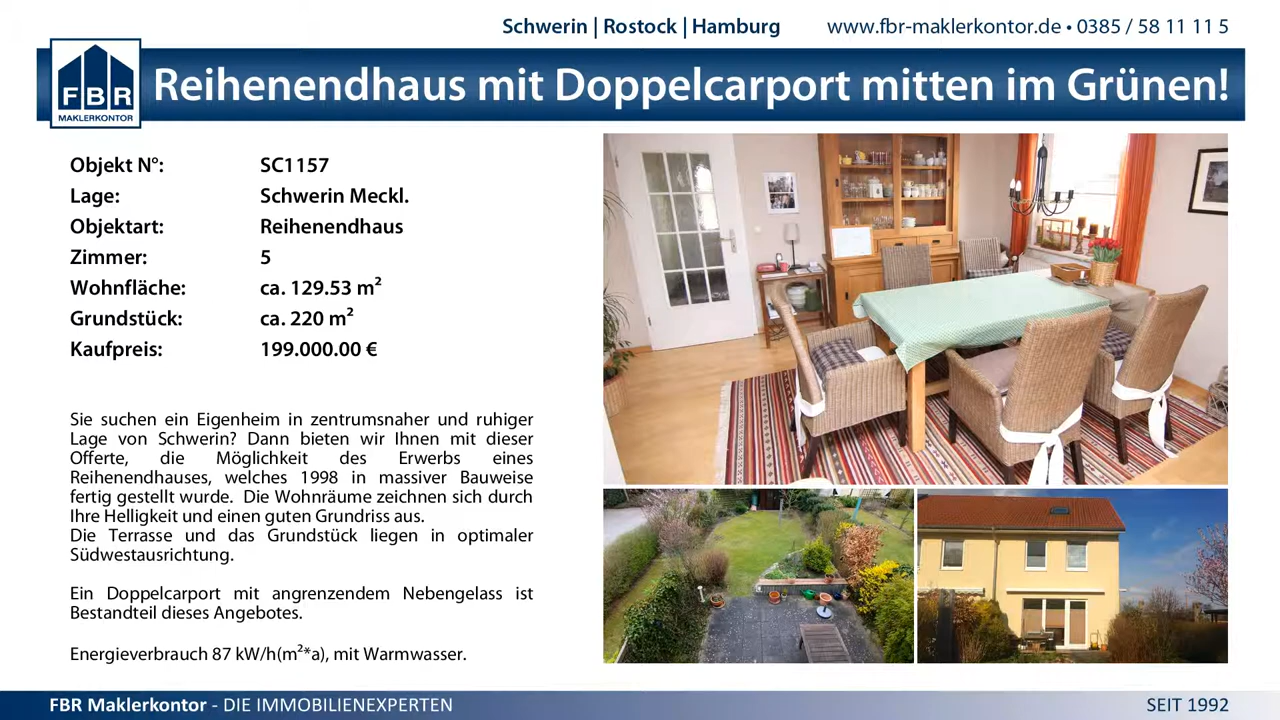 Schwerin | Rostock | Hamburg www.fbr-maklerkontor.de • 0385 / 58 11 11 5
FBR
MAKLERKONTOR
Reihenendhaus mit Doppelcarport mitten im Grünen!
Objekt N°: SC1157
Lage: Schwerin Meckl.
Objektart: Reihenendhaus
Zimmer: 5
Wohnfläche: ca. 129.53 m²
Grundstück: ca. 220 m²
Kaufpreis: 199.000.00 €
Sie suchen ein Eigenheim in zentrumsnaher und ruhiger
Lage von Schwerin? Dann bieten wir Ihnen mit dieser
Offerte, die Möglichkeit des Erwerbs eines
Reihenendhauses, welches 1998 in massiver Bauweise
fertig gestellt wurde. Die Wohnräume zeichnen sich durch
Ihre Helligkeit und einen guten Grundriss aus.
Die Terrasse und das Grundstück liegen in optimaler
Südwestausrichtung.
Ein Doppelcarport mit angrenzendem Nebengelass ist
Bestandteil dieses Angebotes.
Energieverbrauch 87 kW/h(m²*a), mit Warmwasser.
FBR Maklerkontor - DIE IMMOBILIENEXPERTEN SEIT 1992